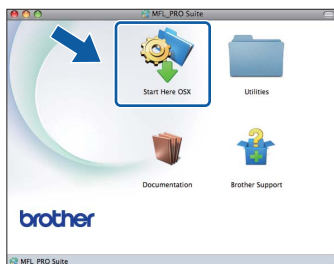 MFL_PRO Suite
Start Here OSX
Utilities
Documentation
Brother Support
brother
MFL_PRO Suite